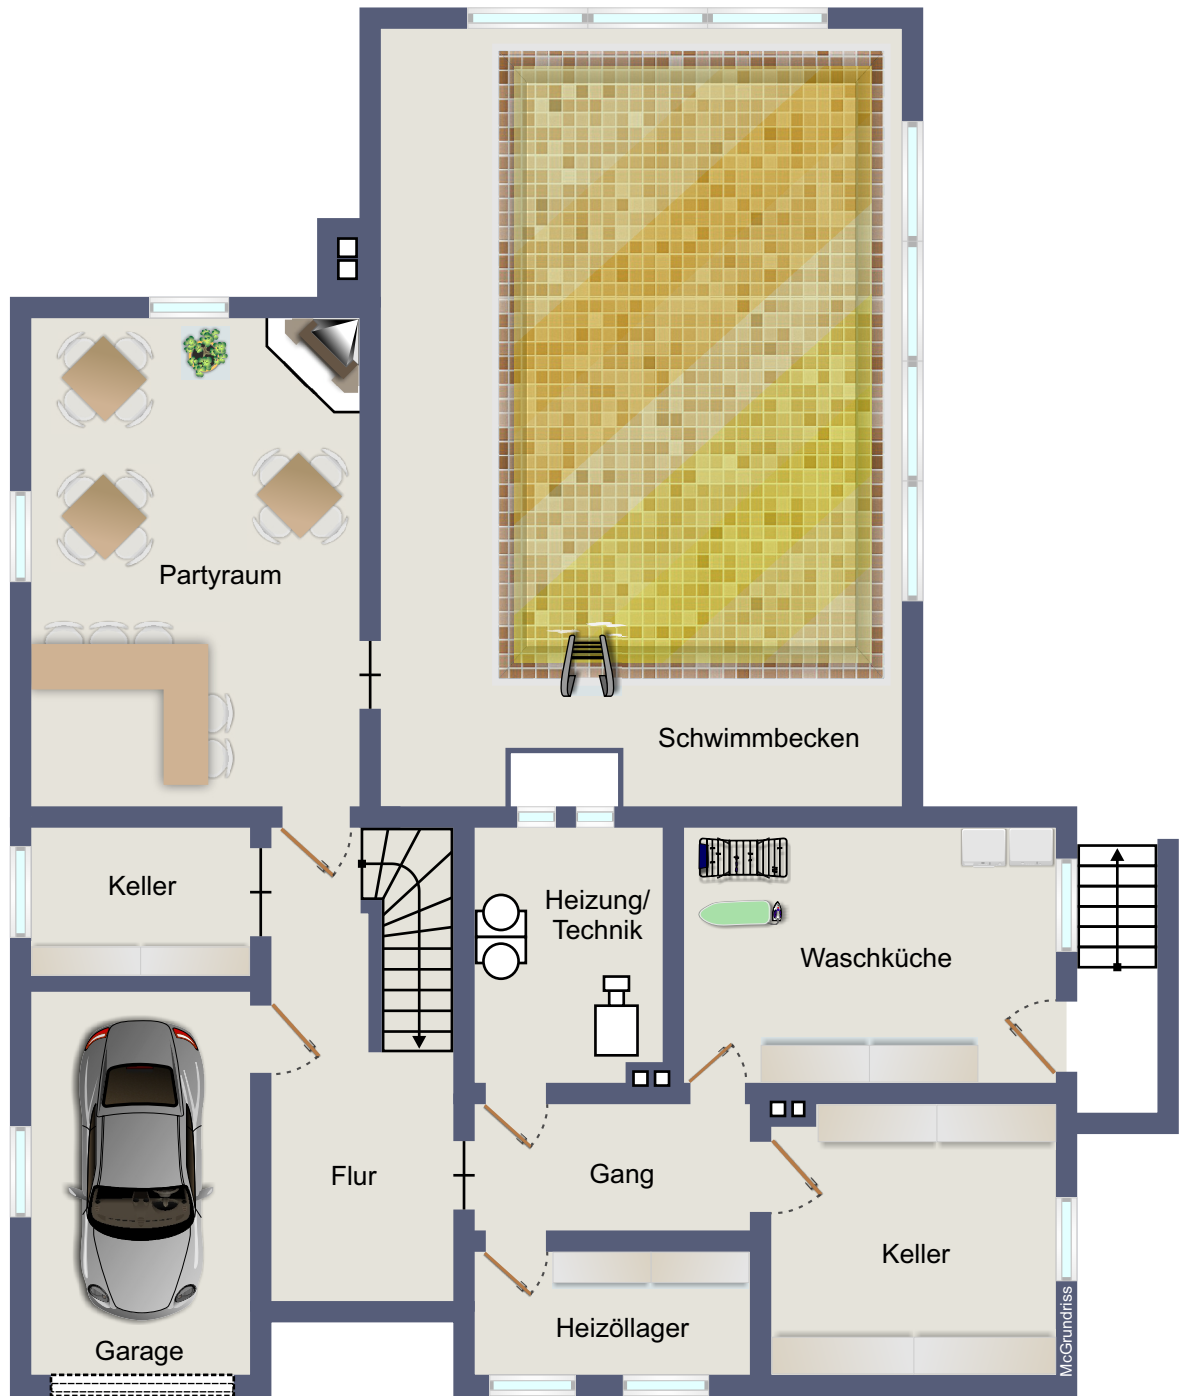 Partyraum
Schwimmbecken
Keller
Heizung/
Technik
Waschküche
Flur
Gang
Keller
Heizöllager
Garage
McGrundriss